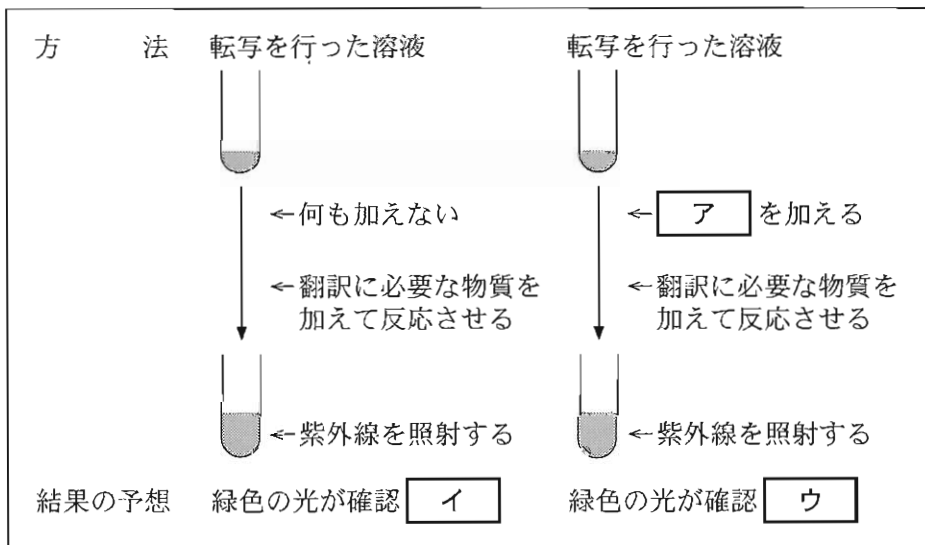 方　法　転写を行った溶液　転写を行った溶液
←何も加えない　←ア を加える
←翻訳に必要な物質を　←翻訳に必要な物質を
加えて反応させる　加えて反応させる
←紫外線を照射する　←紫外線を照射する
結果の予想　緑色の光が確認 イ　緑色の光が確認 ウ